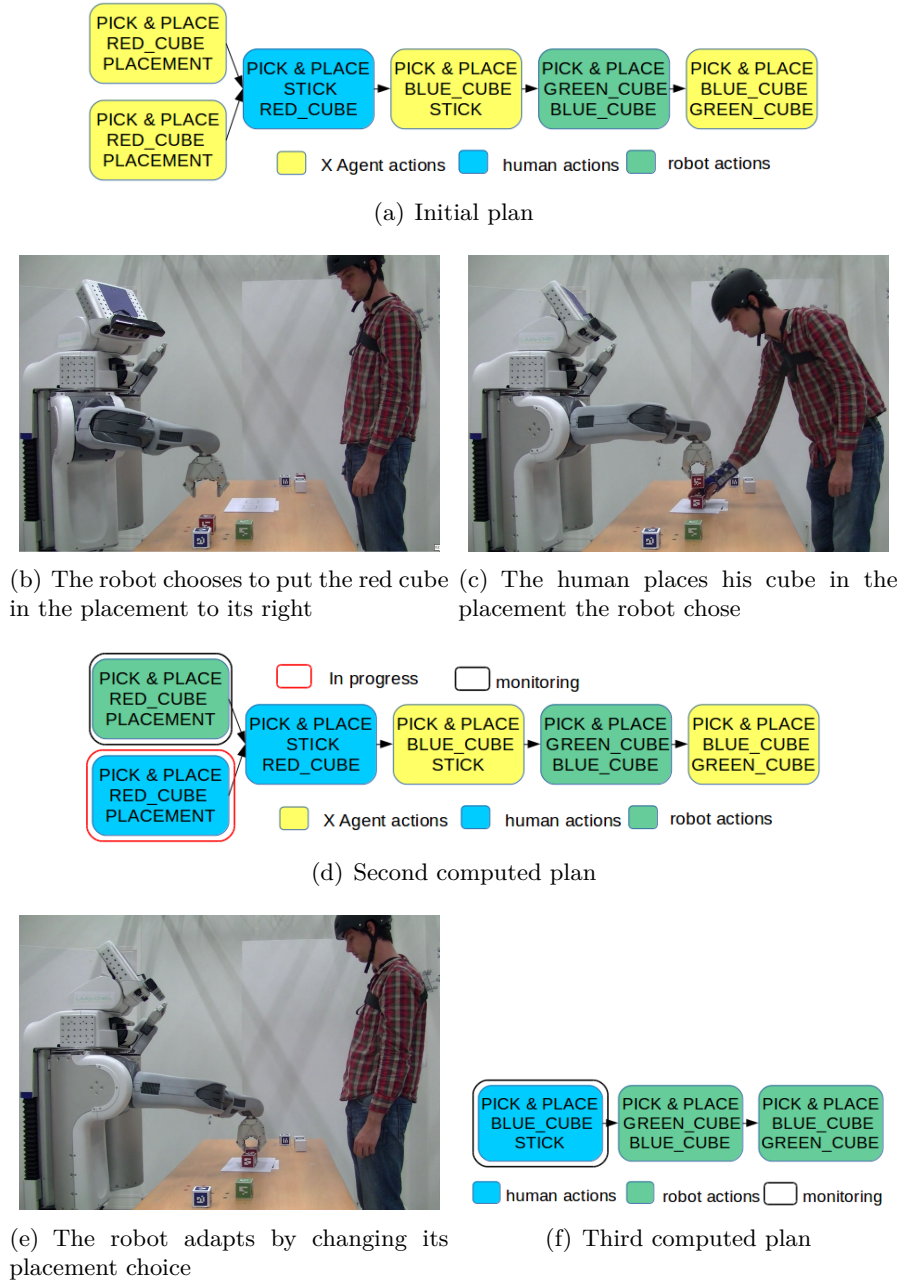 PICK & PLACE
RED_CUBE
PLACEMENT
PICK & PLACE
RED_CUBE
PLACEMENT
PICK & PLACE
STICK
RED_CUBE
PICK & PLACE
BLUE_CUBE
STICK
PICK & PLACE
GREEN_CUBE
BLUE_CUBE
PICK & PLACE
BLUE_CUBE
GREEN_CUBE
X Agent actions
human actions
robot actions
(a) Initial plan
(b) The robot chooses to put the red cube
in the placement to its right
(c) The human places his cube in the
placement the robot chose
PICK & PLACE
RED_CUBE
PLACEMENT
In progress
monitoring
PICK & PLACE
RED_CUBE
PLACEMENT
PICK & PLACE
STICK
RED_CUBE
PICK & PLACE
BLUE_CUBE
STICK
PICK & PLACE
GREEN_CUBE
BLUE_CUBE
PICK & PLACE
BLUE_CUBE
GREEN_CUBE
X Agent actions
human actions
robot actions
(d) Second computed plan
(e) The robot adapts by changing its
placement choice
PICK & PLACE
BLUE_CUBE
STICK
PICK & PLACE
GREEN_CUBE
BLUE_CUBE
PICK & PLACE
BLUE_CUBE
GREEN_CUBE
human actions
robot actions
monitoring
(f) Third computed plan